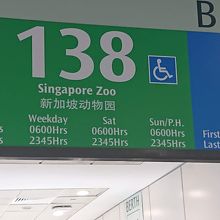 B
138
Singapore Zoo
新加坡动物园
Weekday Sat Sun/P.H.
0600Hrs 0600Hrs 0600Hrs First
2345Hrs 2345Hrs 2345Hrs Last
BERTH